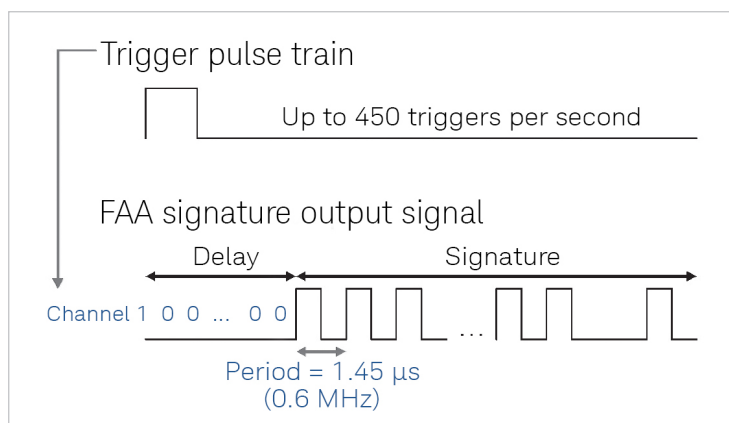 Trigger pulse train
Up to 450 triggers per second
FAA signature output signal
Delay
Signature
Channel 1 0 0 ... 0 0
...
Period = 1.45 µs
(0.6 MHz)